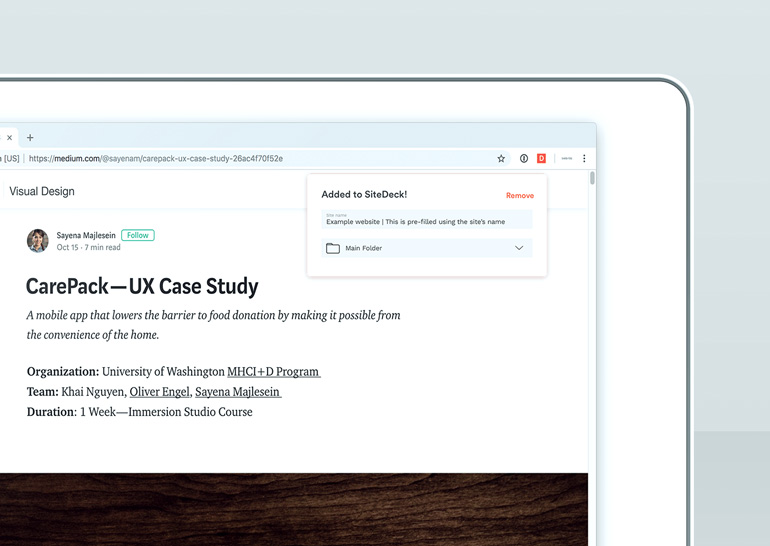 [US] | https://medium.com/@sayenam/carepack-ux-case-study-26ac4f70f52e
D
Visual Design
Added to SiteDeck!
Remove
Site name
Example website | This is pre-filled using the site's name
Main Folder
Sayena Majlesein Follow
Oct 15 · 7 min read
CarePack—UX Case Study
A mobile app that lowers the barrier to food donation by making it possible from
the convenience of the home.
Organization: University of Washington MHCI+D Program
Team: Khai Nguyen, Oliver Engel, Sayena Majlesein
Duration: 1 Week—Immersion Studio Course